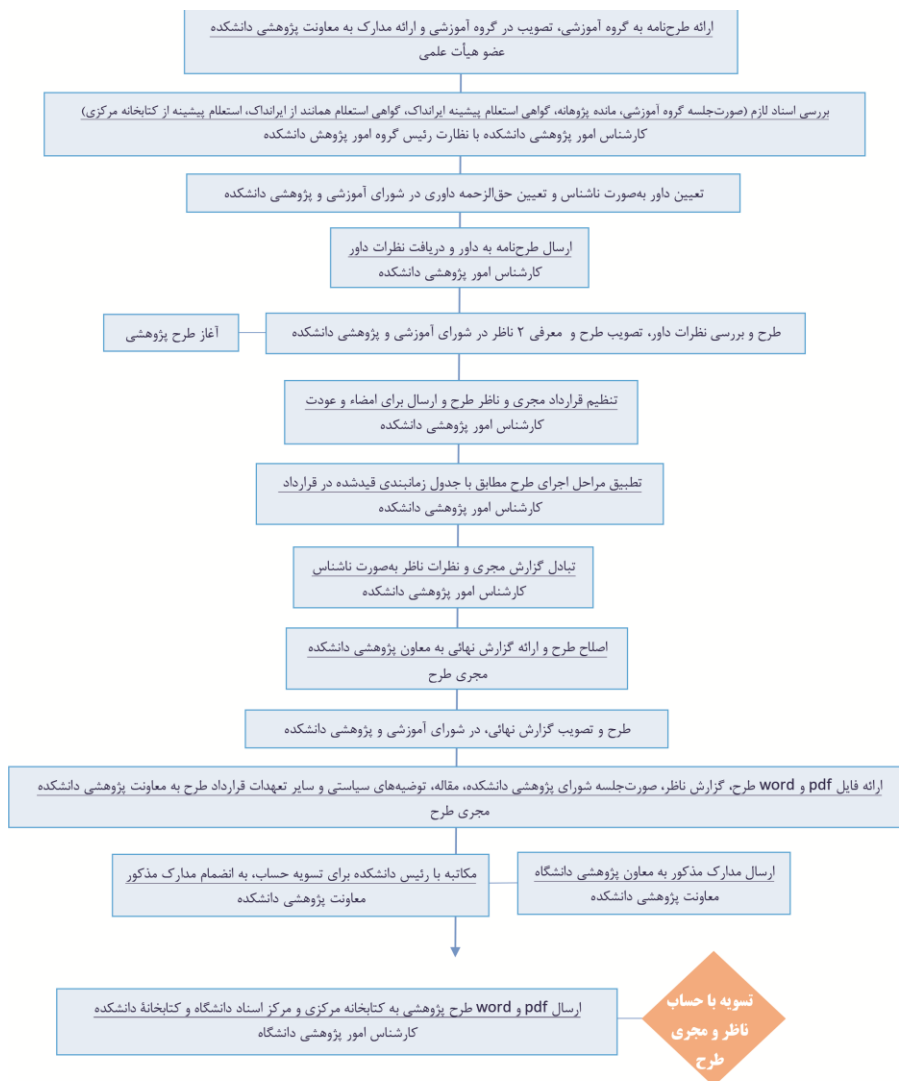 ارائه طرح‌نامه به گروه آموزشی، تصویب در گروه آموزشی و ارائه مدارک به معاونت پژوهشی دانشکده
عضو هیأت علمی
بررسی اسناد لازم (صورت‌جلسه گروه آموزشی، مانده پژوهانه، گواهی استعلام پیشینه ایرانداک، گواهی استعلام همانند از ایرانداک، استعلام پیشینه از کتابخانه مرکزی)
کارشناس امور پژوهشی دانشکده با نظارت رئیس گروه امور پژوهش دانشکده
تعیین داور به‌صورت ناشناس و تعیین حق‌الزحمه داوری در شورای آموزشی و پژوهشی دانشکده
ارسال طرح‌نامه به داور و دریافت نظرات داور
کارشناس امور پژوهشی دانشکده
طرح و بررسی نظرات داور، تصویب طرح و معرفی ۲ ناظر در شورای آموزشی و پژوهشی دانشکده
آغاز طرح پژوهشی
تنظیم قرارداد مجری و ناظر طرح و ارسال برای امضاء و عودت
کارشناس امور پژوهشی دانشکده
تطبیق مراحل اجرای طرح مطابق با جدول زمانبندی قیدشده در قرارداد
کارشناس امور پژوهشی دانشکده
تبادل گزارش مجری و نظرات ناظر به‌صورت ناشناس
کارشناس امور پژوهشی دانشکده
اصلاح طرح و ارائه گزارش نهائی به معاون پژوهشی دانشکده
مجری طرح
طرح و تصویب گزارش نهائی، در شورای آموزشی و پژوهشی دانشکده
ارائه فایل pdf و word طرح، گزارش ناظر، صورت‌جلسه شورای پژوهشی دانشکده، مقاله، توضیه‌های سیاستی و سایر تعهدات قرارداد طرح به معاونت پژوهشی دانشکده
مجری طرح
ارسال مدارک مذکور به معاون پژوهشی دانشگاه
معاونت پژوهشی دانشکده
مکاتبه با رئیس دانشکده برای تسویه حساب، به انضمام مدارک مذکور
معاونت پژوهشی دانشکده
تسویه با حساب
ناظر و مجری
طرح
ارسال pdf و word طرح پژوهشی به کتابخانه مرکزی و مرکز اسناد دانشگاه و کتابخانهٔ دانشکده
کارشناس امور پژوهشی دانشگاه